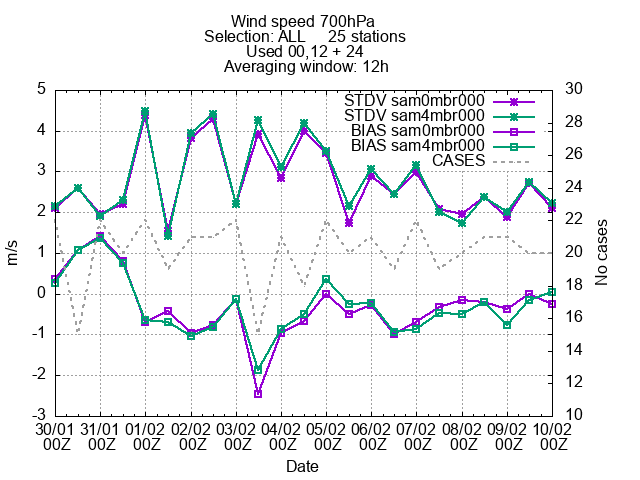 Wind speed 700hPa
Selection: ALL 25 stations
Used 00,12 + 24
Averaging window: 12h
STDV sam0mbr000
STDV sam4mbr000
BIAS sam0mbr000
BIAS sam4mbr000
CASES
5
4
3
2
1
0
-1
-2
-3
m/s
30
28
26
24
22
20
18
16
14
12
10
No cases
30/01 31/01 01/02 02/02 03/02 04/02 05/02 06/02 07/02 08/02 09/02 10/02
00Z 00Z 00Z 00Z 00Z 00Z 00Z 00Z 00Z 00Z 00Z 00Z
Date